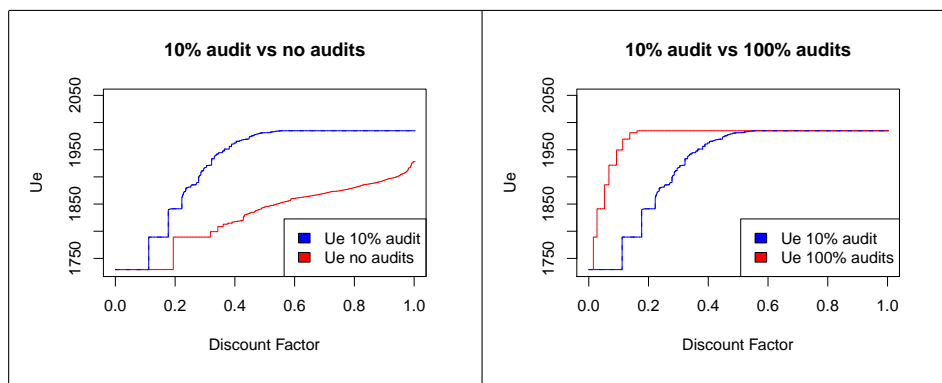 10% audit vs no audits
Ue
2050
1950
1850
1750
Ue 10% audit
Ue no audits
0.0 0.2 0.4 0.6 0.8 1.0
Discount Factor
10% audit vs 100% audits
Ue
2050
1950
1850
1750
Ue 10% audit
Ue 100% audits
0.0 0.2 0.4 0.6 0.8 1.0
Discount Factor